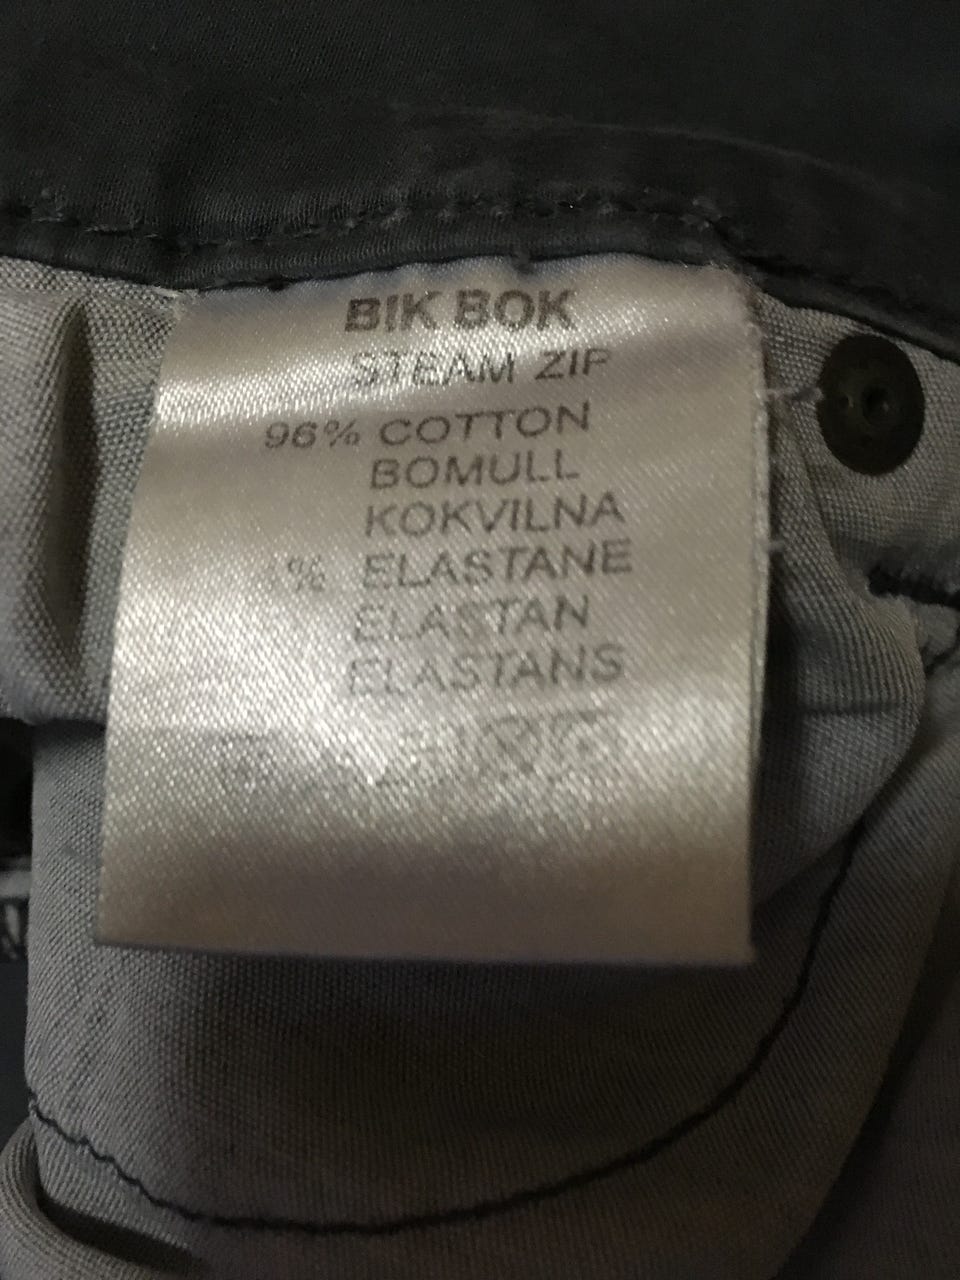 BIK BOK
STEAM ZIP
96% COTTON
BOMULL
KOKVILNA
% ELASTANE
ELASTAN
ELASTANS